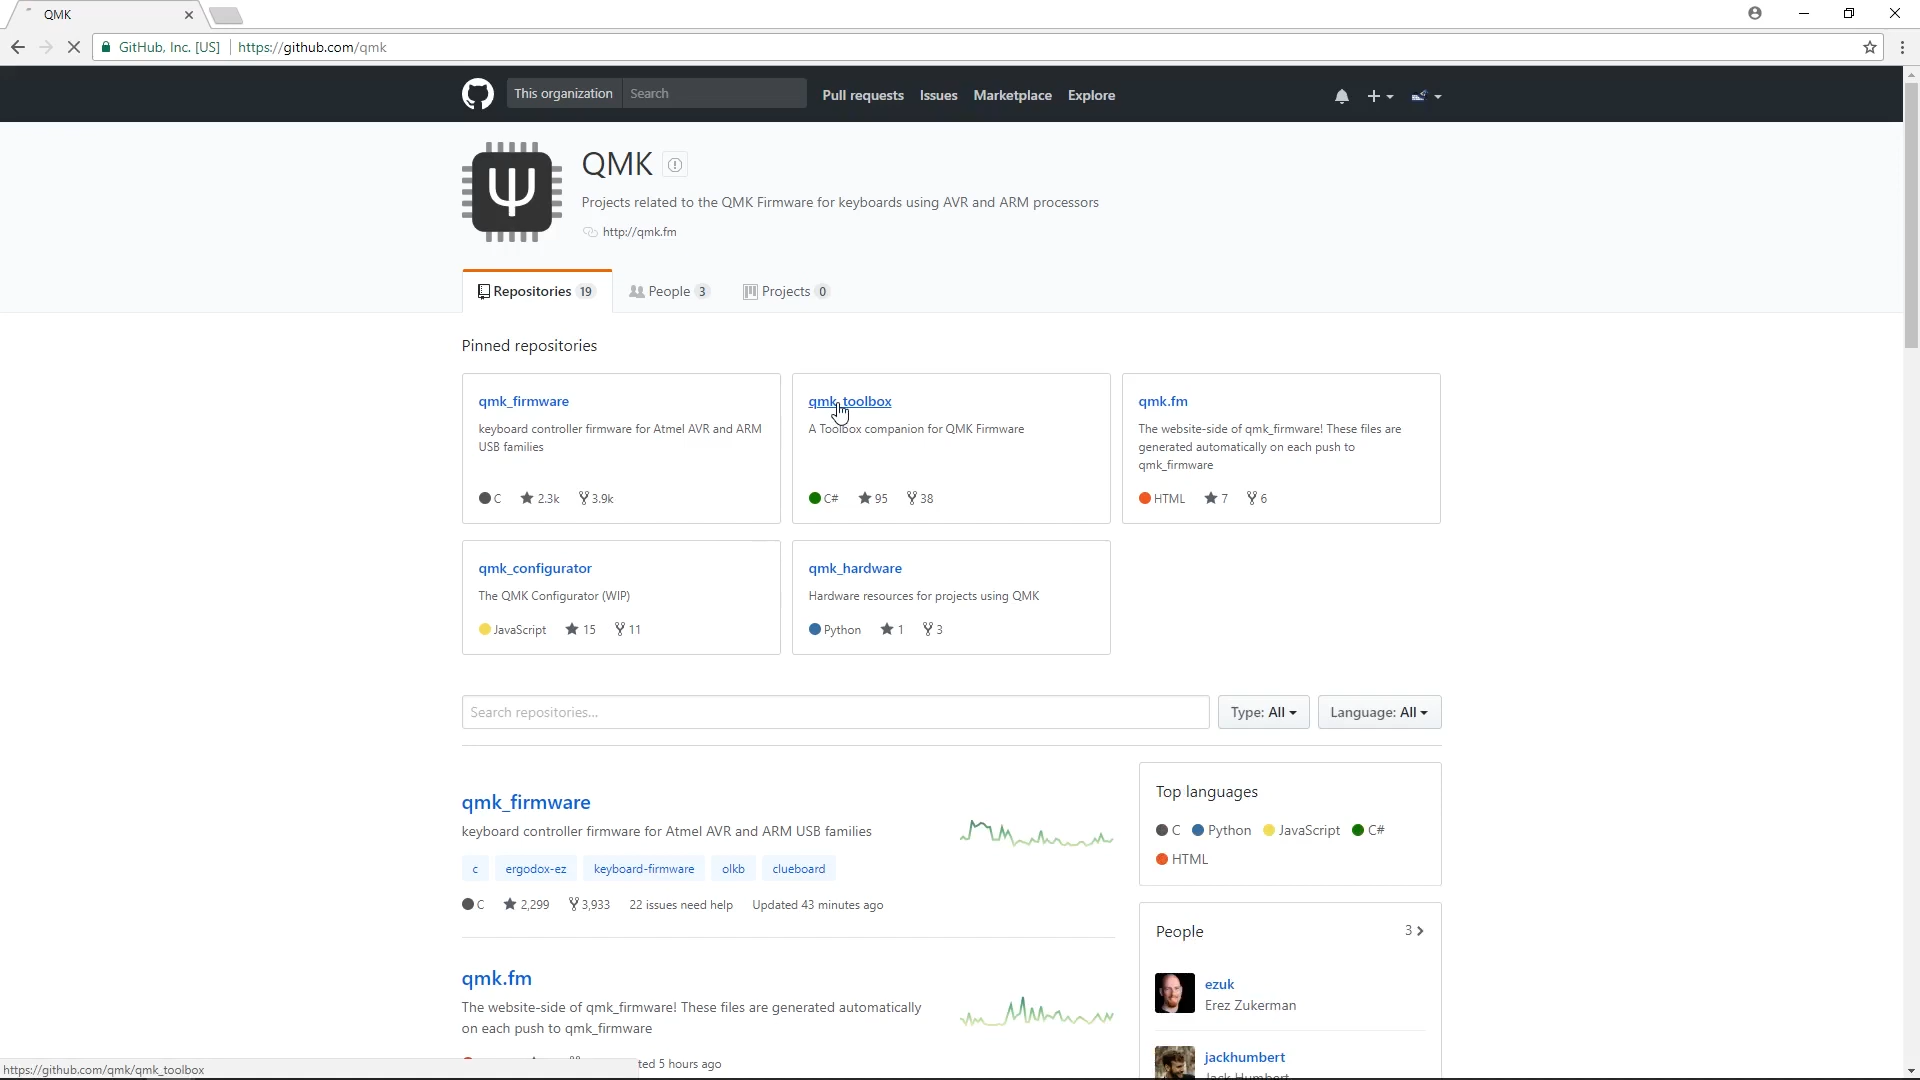 QMK
GitHub, Inc. [US] https://github.com/qmk
This organization Search Pull requests Issues Marketplace Explore
QMK
Projects related to the QMK Firmware for keyboards using AVR and ARM processors
http://qmk.fm
Repositories 19 People 3 Projects 0
Pinned repositories
qmk_firmware
keyboard controller firmware for Atmel AVR and ARM
USB families
C 2.3k 3.9k
qmk_toolbox
A Toolbox companion for QMK Firmware
C# 95 38
qmk.fm
The website-side of qmk_firmware! These files are
generated automatically on each push to
qmk_firmware
HTML 7 6
qmk_configurator
The QMK Configurator (WIP)
JavaScript 15 11
qmk_hardware
Hardware resources for projects using QMK
Python 1 3
Search repositories... Type: All Language: All
qmk_firmware
keyboard controller firmware for Atmel AVR and ARM USB families
c ergodox-ez keyboard-firmware olkb clueboard
C 2,299 3,933 22 issues need help Updated 43 minutes ago
qmk.fm
The website-side of qmk_firmware! These files are generated automatically
on each push to qmk_firmware
ted 5 hours ago
Top languages
C Python JavaScript C#
HTML
People 3
ezuk
Erez Zukerman
jackhumbert
Jack Humbert
https://github.com/qmk/qmk_toolbox